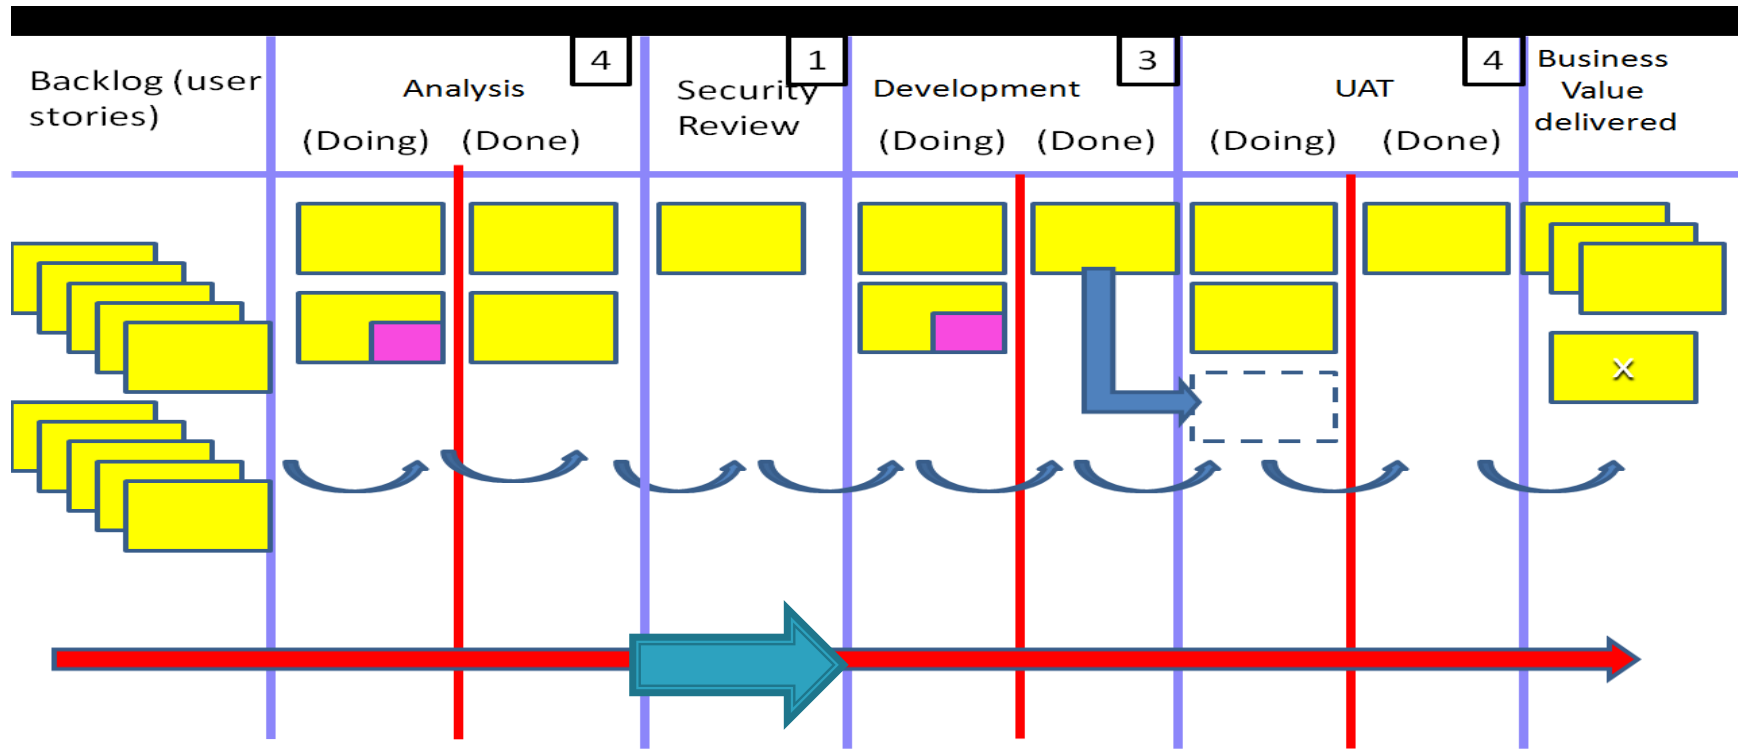 Backlog (user
stories)
Analysis
4
(Doing) (Done)
Security
Review
1
Development
3
(Doing) (Done)
UAT
4
(Doing) (Done)
Business
Value
delivered
X